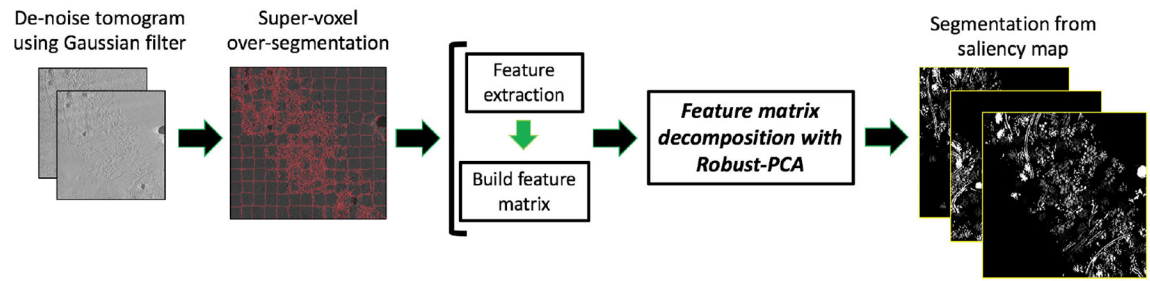 De-noise tomogram
using Gaussian filter
Super-voxel
over-segmentation
Feature
extraction
Build feature
matrix
Feature matrix
decomposition with
Robust-PCA
Segmentation from
saliency map